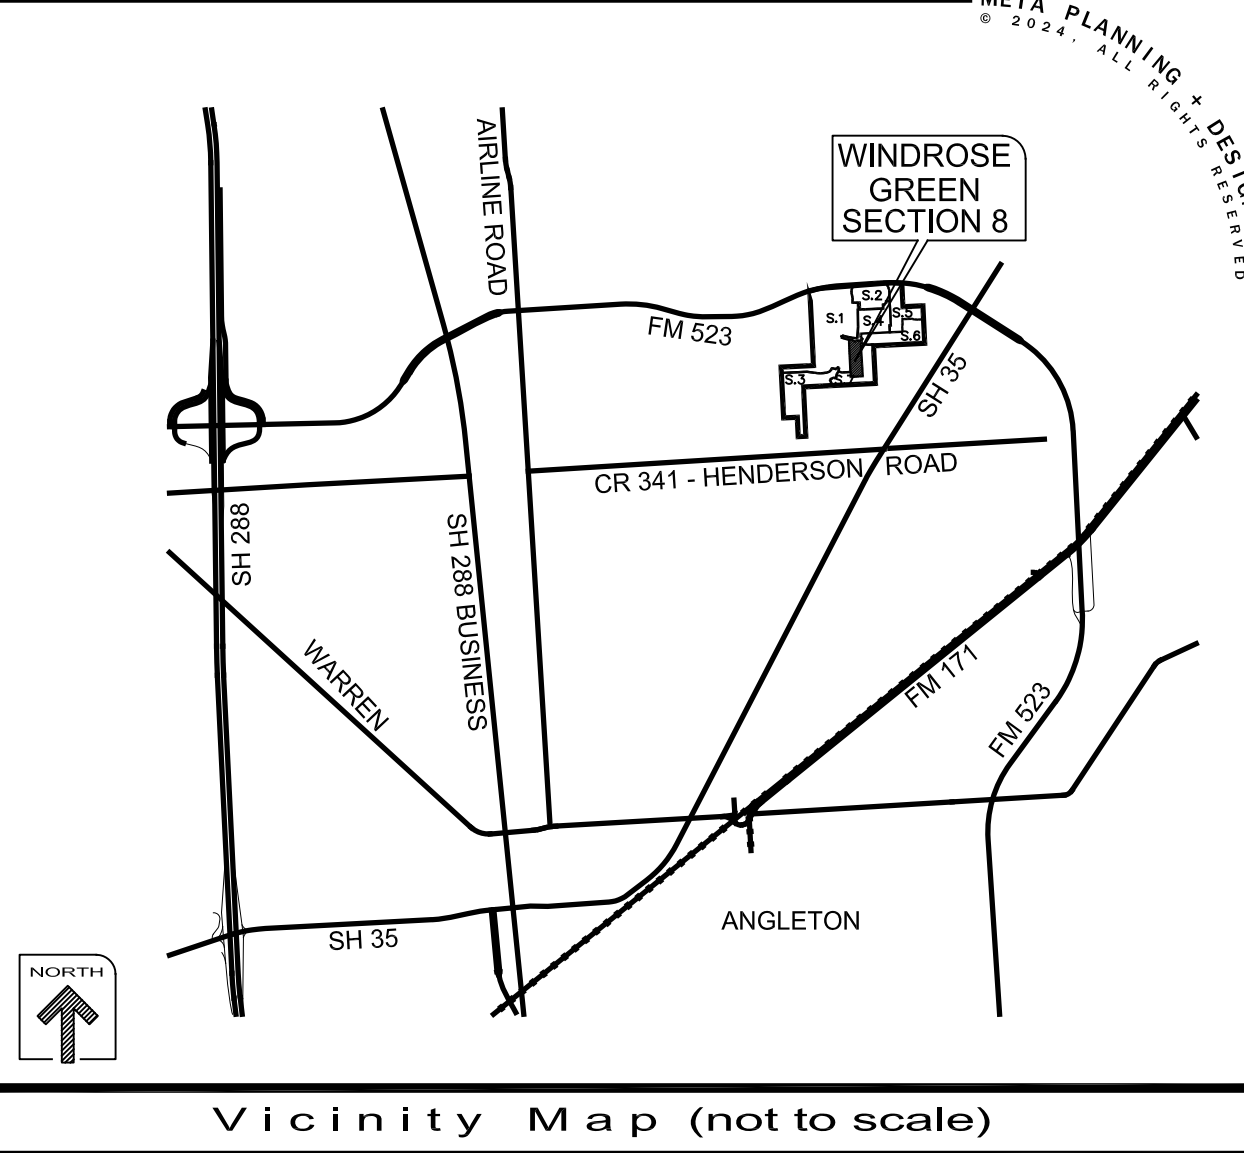 META PLANNING + DESIGN
© 2024, ALL RIGHTS RESERVED
WINDROSE
GREEN
SECTION 8
AIRLINE ROAD
FM 523
S.1
S.2
S.4
S.5
S.6
S.3
S.7
SH 35
CR 341 - HENDERSON ROAD
SH 288
SH 288 BUSINESS
WARREN
FM 171
FM 523
ANGLETON
SH 35
NORTH
Vicinity Map (not to scale)